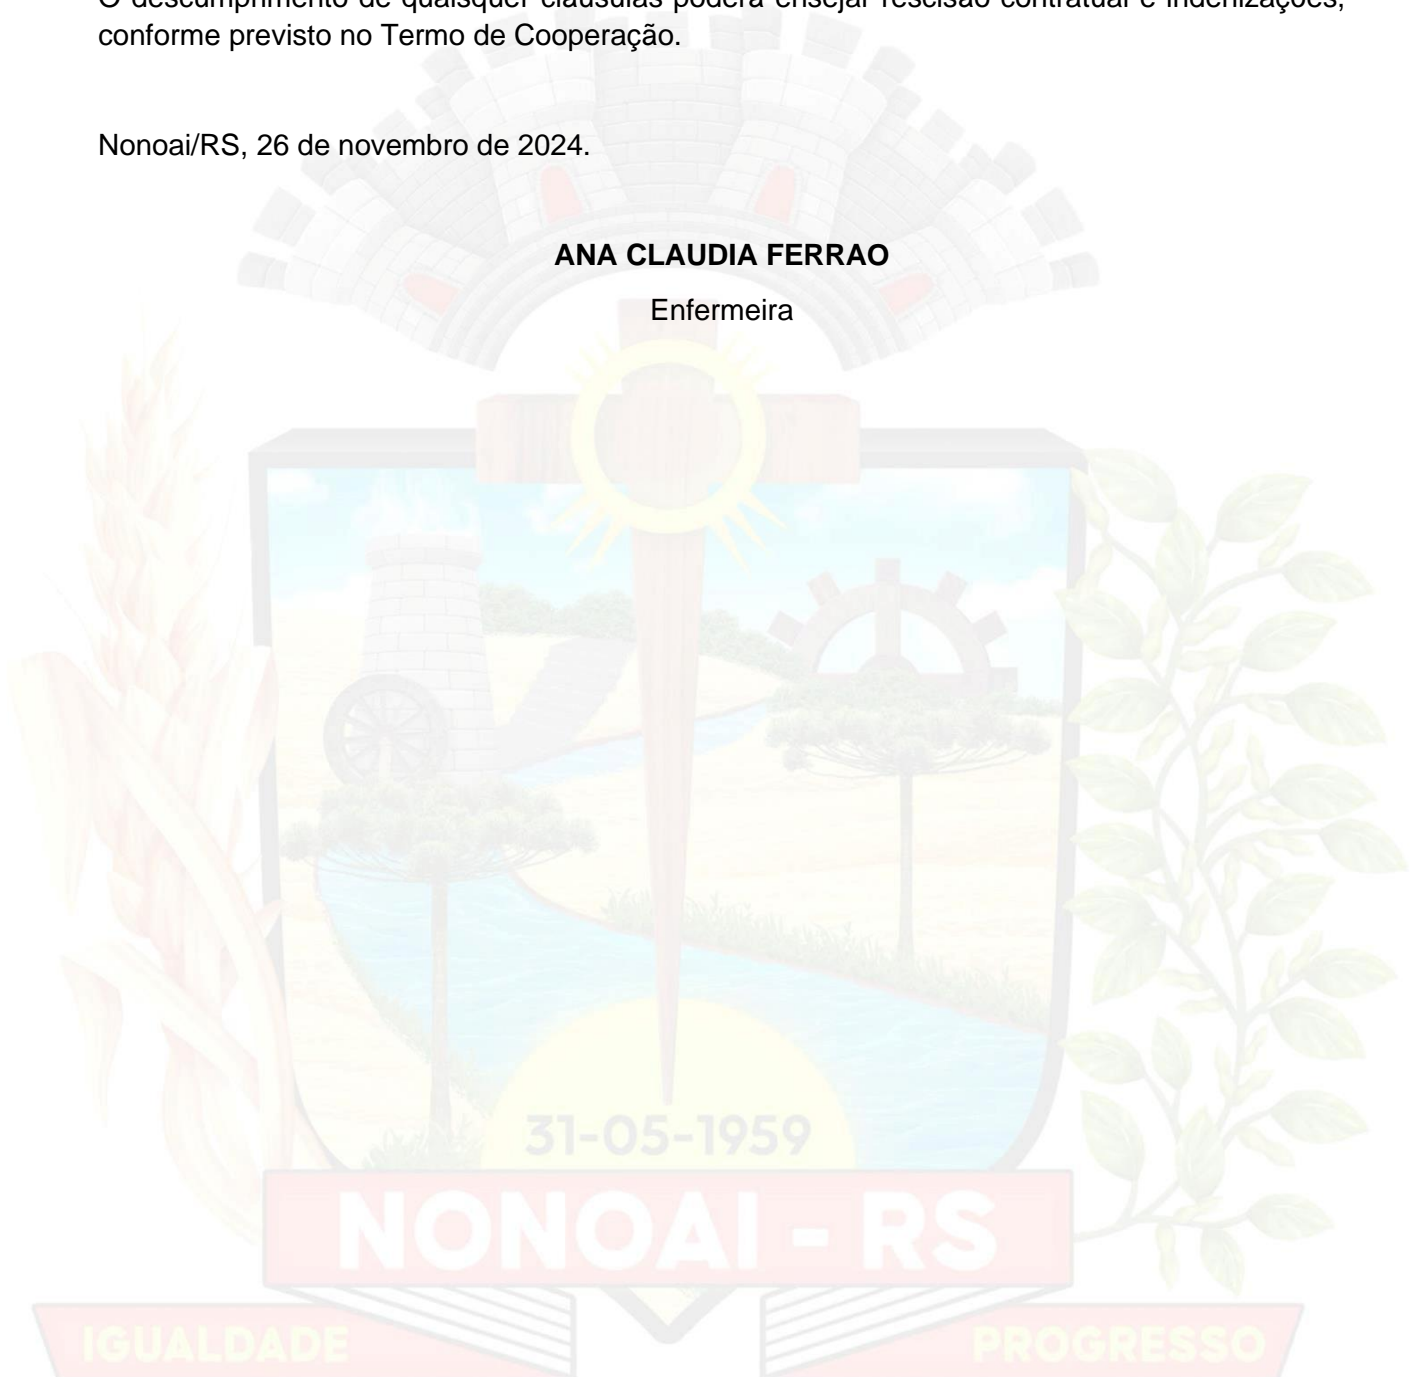 O descumprimento de quaisquer cláusulas poderá ensejar rescisão contratual e indenizações,
conforme previsto no Termo de Cooperação.
Nonoai/RS, 26 de novembro de 2024.
ANA CLAUDIA FERRAO
Enfermeira
31-05-1959
NONOAI - RS
IGUALDADE
PROGRESSO